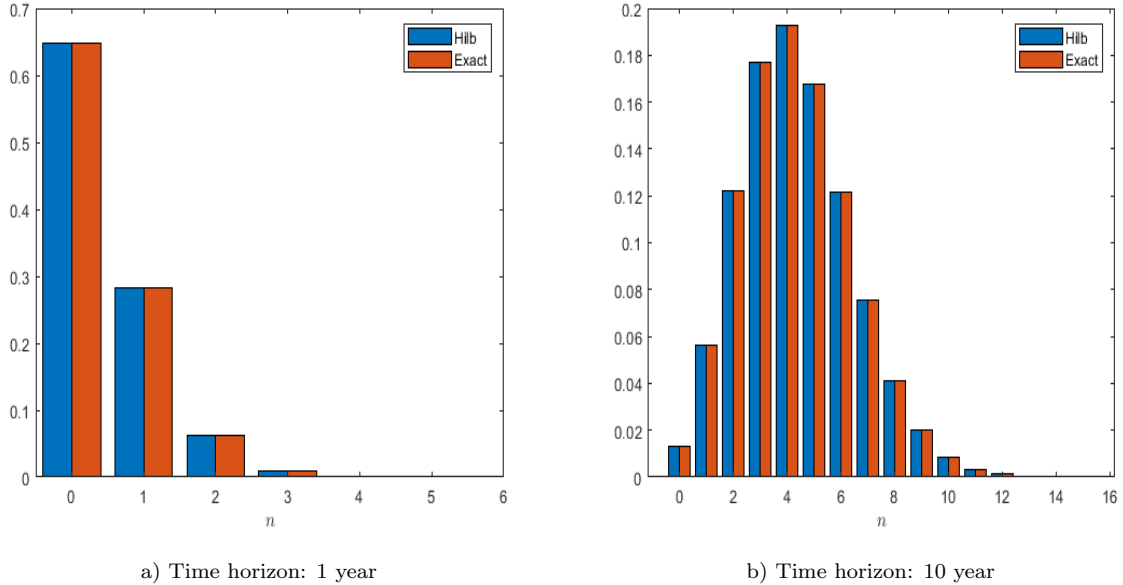 0.7
0.6
0.5
0.4
0.3
0.2
0.1
0
0 1 2 3 4 5 6
n
Hilb
Exact
a) Time horizon: 1 year
0.2
0.18
0.16
0.14
0.12
0.1
0.08
0.06
0.04
0.02
0
0 2 4 6 8 10 12 14 16
n
Hilb
Exact
b) Time horizon: 10 year